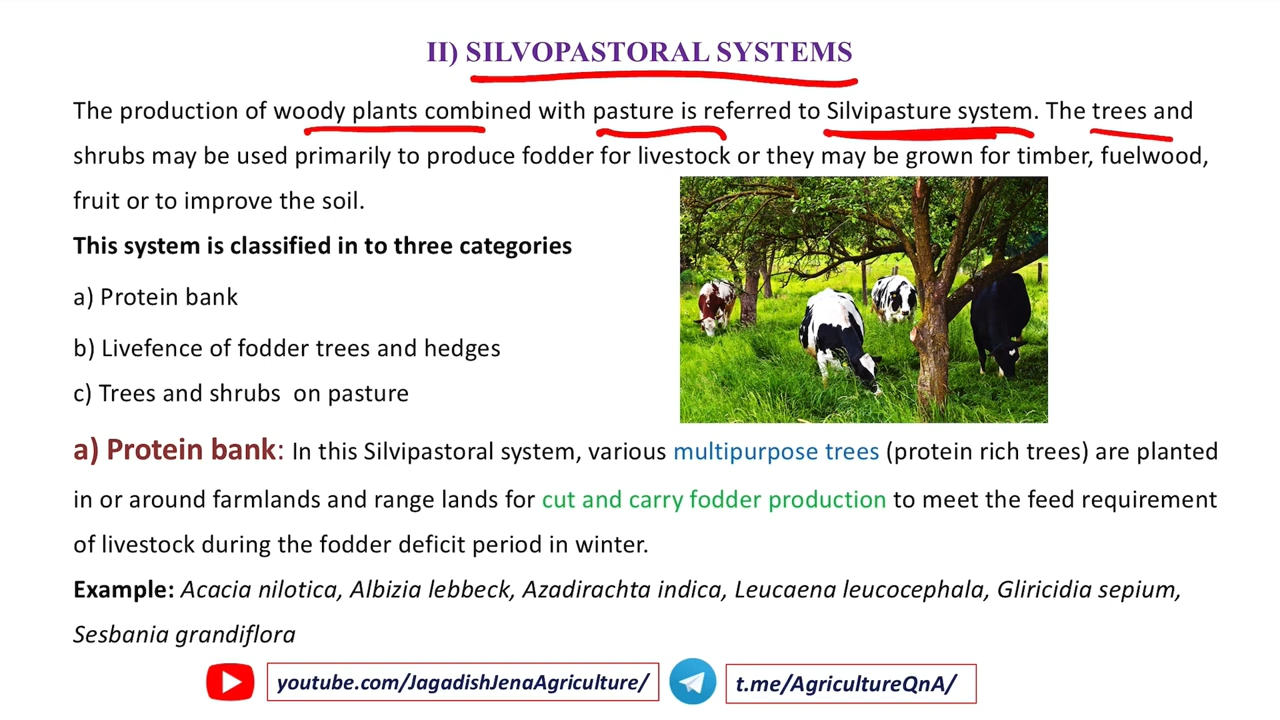 II) SILVOPASTORAL SYSTEMS
The production of woody plants combined with pasture is referred to Silvipasture system. The trees and
shrubs may be used primarily to produce fodder for livestock or they may be grown for timber, fuelwood,
fruit or to improve the soil.
This system is classified in to three categories
a) Protein bank
b) Livefence of fodder trees and hedges
c) Trees and shrubs on pasture
a) Protein bank: In this Silvipastoral system, various multipurpose trees (protein rich trees) are planted
in or around farmlands and range lands for cut and carry fodder production to meet the feed requirement
of livestock during the fodder deficit period in winter.
Example: Acacia nilotica, Albizia lebbeck, Azadirachta indica, Leucaena leucocephala, Gliricidia sepium,
Sesbania grandiflora
youtube.com/JagadishJenaAgriculture/ t.me/AgricultureQnA/